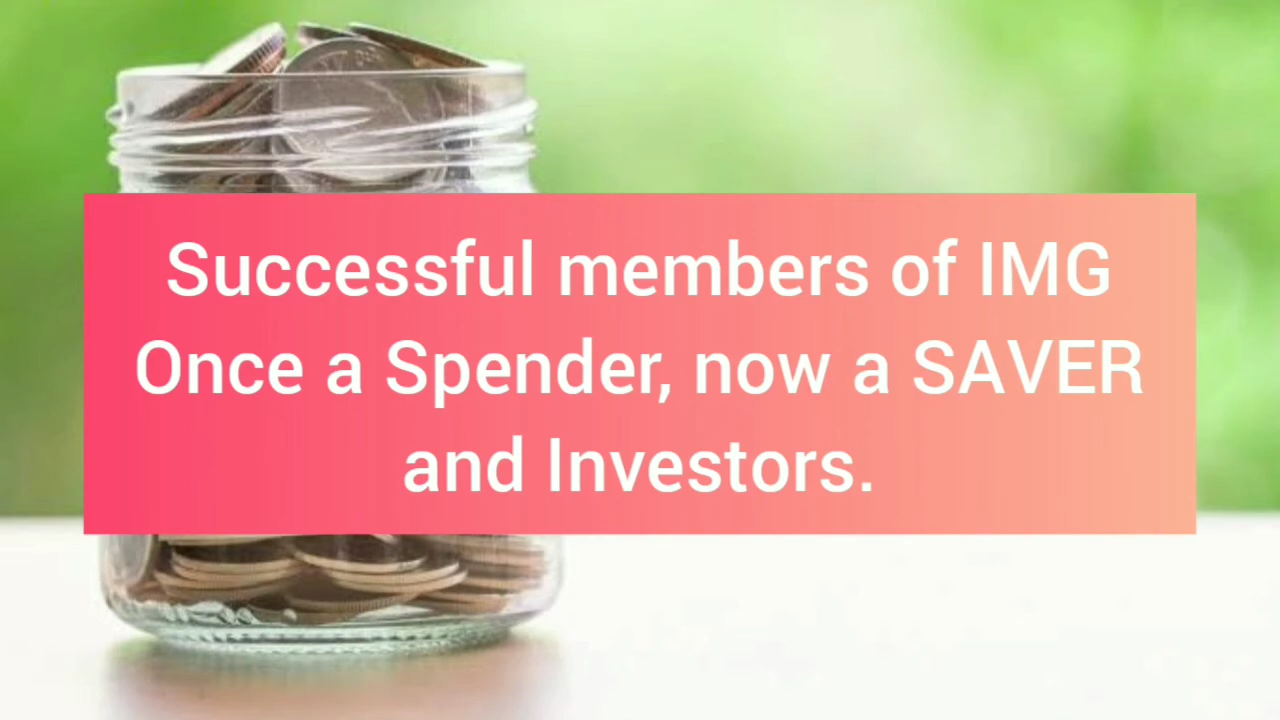 Successful members of IMG
Once a Spender, now a SAVER
and Investors.